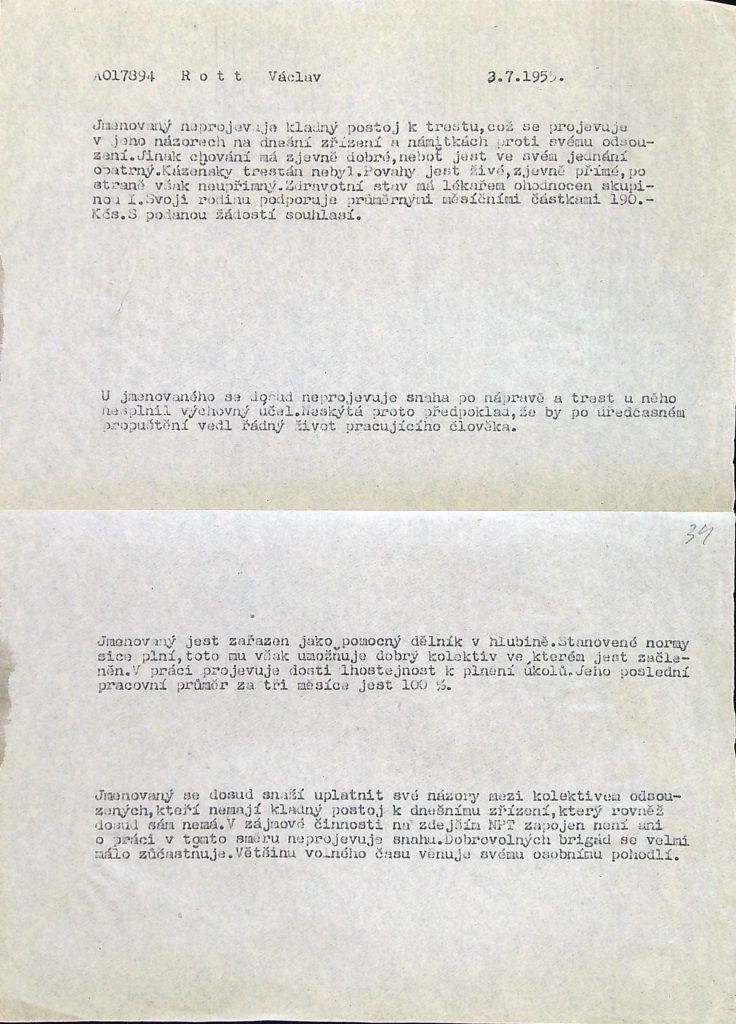 A017894 R o t t Václav 3.7.1955.
Jmenovaný neprojevuje kladný postoj k trestu,což se projevuje
v jeho názorech na dneání zřízení a námitkách proti svému odsou-
zení.Jinak chování má zjevně dobré,neboť jest ve svém jednání
opatrný.Kázensky trestán nebyl.Povahy jest živé,zjevně přímé,po
straně však neupřímný.Zdravotní stav má lékařem ohodnocen skupi-
nou I.Svoji rodinu podporuje průměrnými měsíčními částkami 190.-
Kčs.S podanou žádostí souhlasí.
U jmenovaného se dosud neprojevuje snaha po nápravě a trest u něho
nesplnil výchovný účel.Neskýtá proto předpoklad,že by po předčasném
propuštění vedl řádný život pracujícího člověka.
34
Jmenovaný jest zařazen jako pomocný dělník v hlubině.Stanovené normy
sice plní,toto mu však umožňuje dobrý kolektiv ve kterém jest začle-
něn.V práci projevuje dosti lhostejnost k plnění úkolů.Jeho poslední
pracovní průměr za tři měsíce jest 100 %.
Jmenovaný se dosud snaží uplatnit své názory mezi kolektivem odsou-
zených,kteří nemají kladný postoj k dnešnímu zřízení,který rovněž
dosud sám nemá.V zájmové činnosti na zdejším NPT zapojen není ani
o práci v tomto směru neprojevuje snahu.Dobrovolných brigád se velmi
málo zůčastňuje.Většinu volného času věnuje svému osobnímu pohodlí.